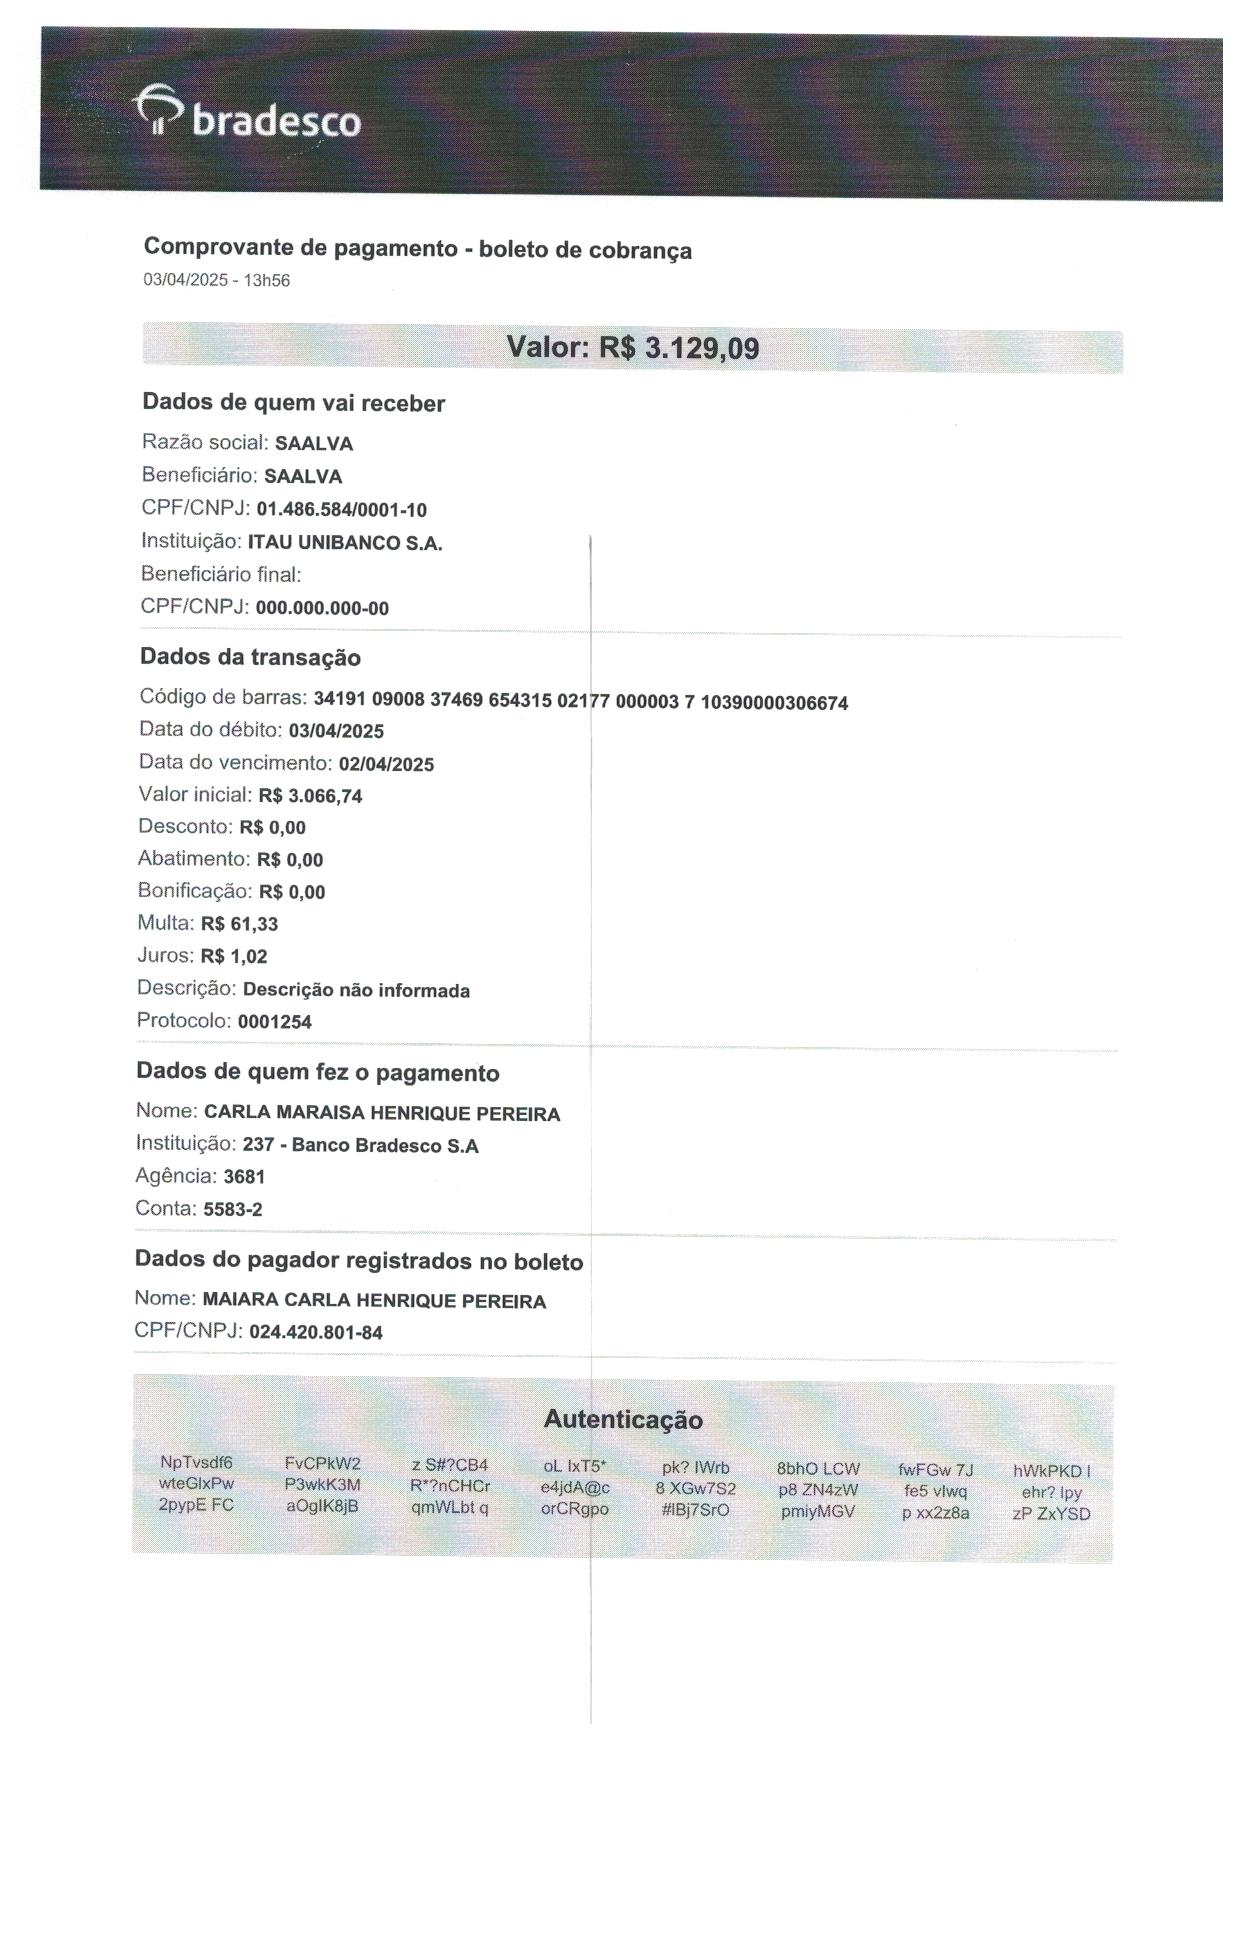 bradesco
Comprovante de pagamento - boleto de cobrança
03/04/2025 - 13h56
Valor: R$ 3.129,09
Dados de quem vai receber
Razão social: SAALVA
Beneficiário: SAALVA
CPF/CNPJ: 01.486.584/0001-10
Instituição: ITAU UNIBANCO S.A.
Beneficiário final:
CPF/CNPJ: 000.000.000-00
Dados da transação
Código de barras: 34191 09008 37469 654315 02177 000003 7 10390000306674
Data do débito: 03/04/2025
Data do vencimento: 02/04/2025
Valor inicial: R$ 3.066,74
Desconto: R$ 0,00
Abatimento: R$ 0,00
Bonificação: R$ 0,00
Multa: R$ 61,33
Juros: R$ 1,02
Descrição: Descrição não informada
Protocolo: 0001254
Dados de quem fez o pagamento
Nome: CARLA MARAISA HENRIQUE PEREIRA
Instituição: 237 - Banco Bradesco S.A
Agência: 3681
Conta: 5583-2
Dados do pagador registrados no boleto
Nome: MAIARA CARLA HENRIQUE PEREIRA
CPF/CNPJ: 024.420.801-84
Autenticação
NpTvsdf6 FvCPkW2 z S#?CB4 oL IxT5* pk? IWrb 8bhO LCW fwFGw 7J hWkPKD I
wteGIxPw P3wkK3M R*?nCHCr e4jdA@c 8 XGw7S2 p8 ZN4zW fe5 vIwq ehr? Ipy
2pypE FC aOgIK8jB qmWLbt q orCRgpo #IBj7SrO pmiyMGV p xx2z8a zP ZxYSD